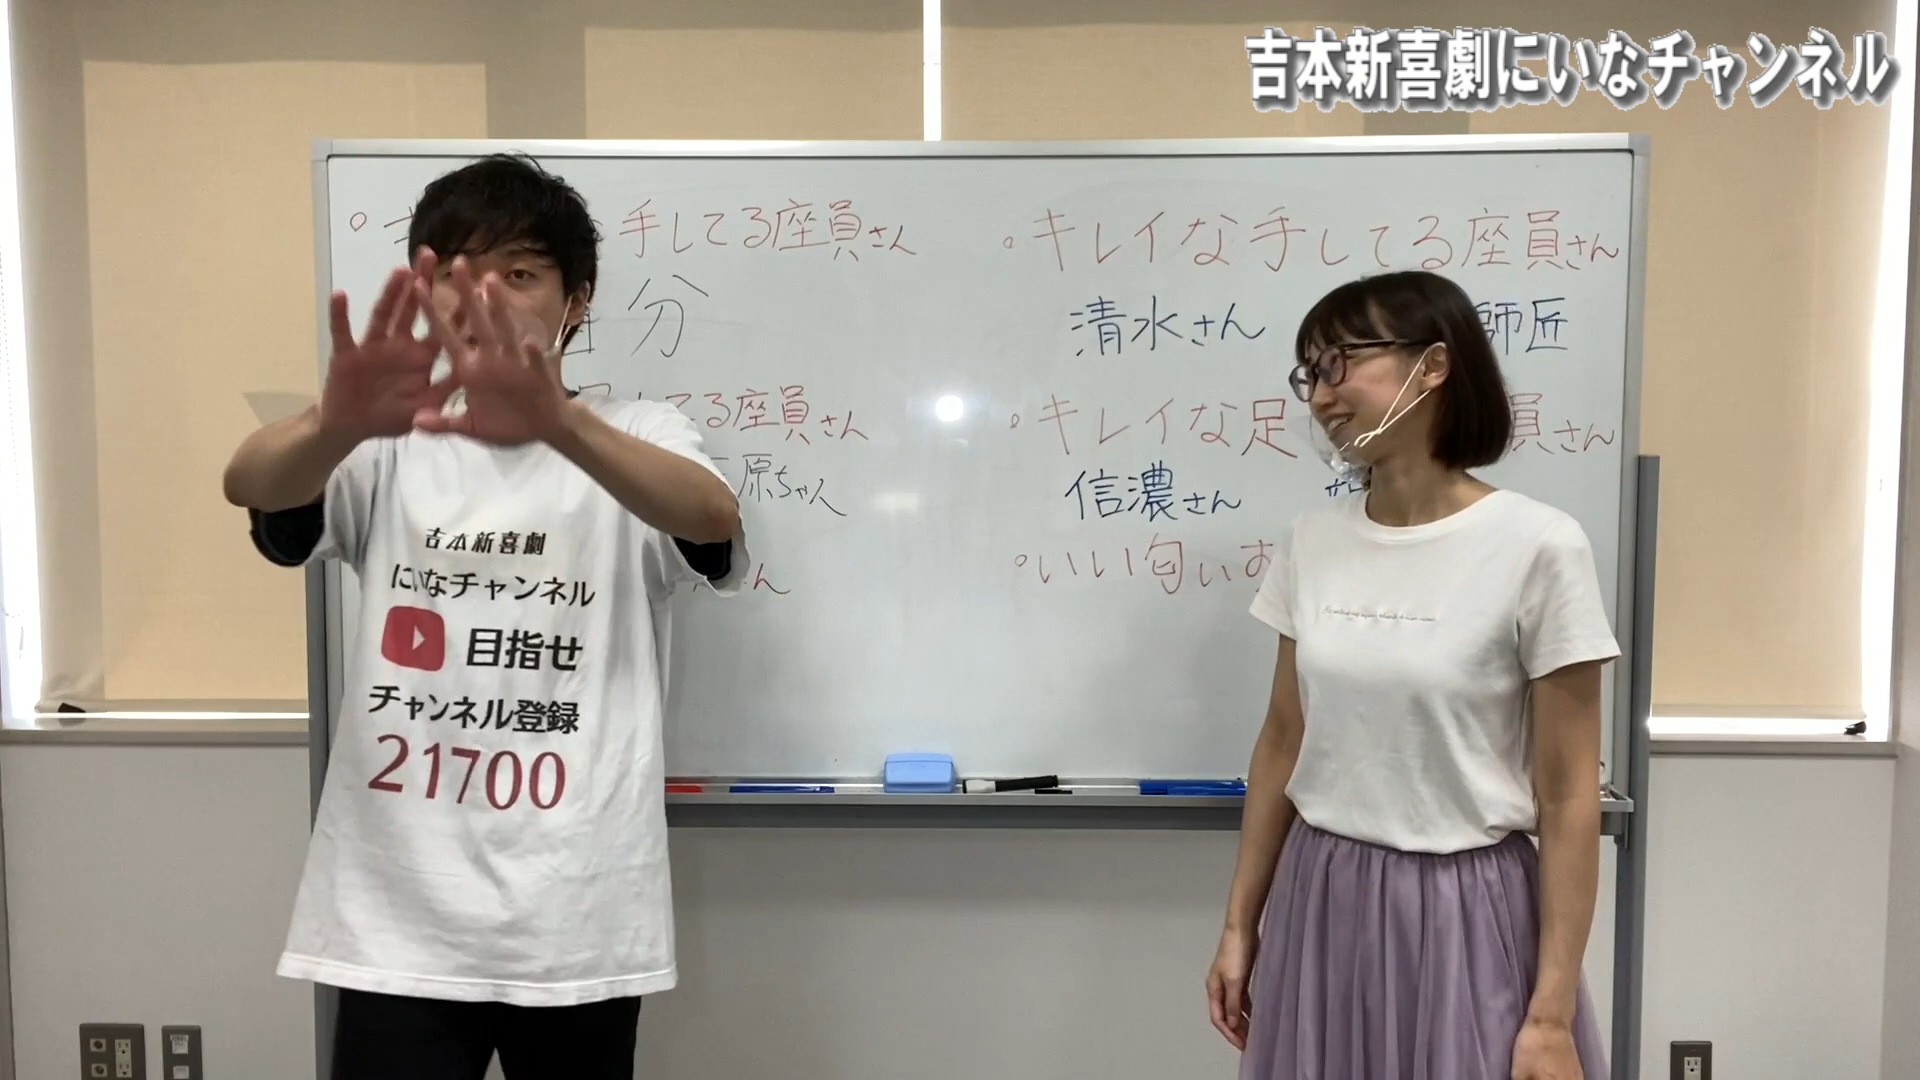 吉本新喜劇にいなチャンネル
手してる座員さん
分
てる座員さん
原ちゃん
ん
・キレイな手してる座員さん
清水さん
師匠
・キレイな足
員さん
信濃さん
・いい匂いす
吉本新喜劇
にいなチャンネル
目指せ
チャンネル登録
21700